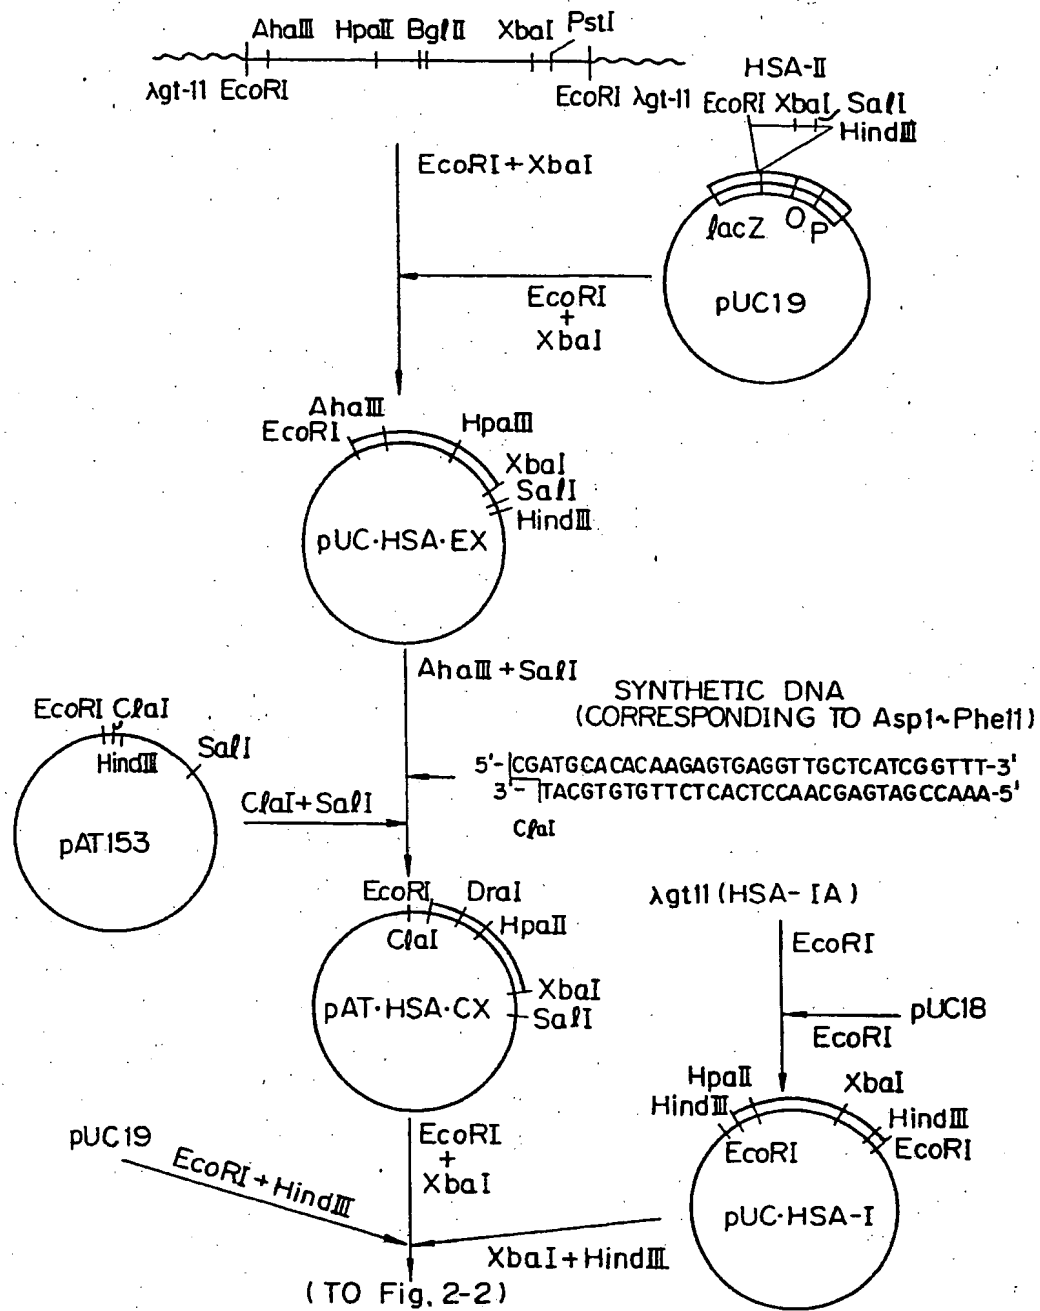 AhaIII HpaII BglII XbaI PstI
λgt-11 EcoRI EcoRI λgt-11
HSA-II
EcoRI XbaI SalI
HindIII
EcoRI+XbaI
lacZ O P
pUC19
EcoRI
+
XbaI
AhaIII
EcoRI
HpaIII
XbaI
SalI
HindIII
pUC·HSA·EX
AhaIII+SalI
SYNTHETIC DNA
(CORRESPONDING TO Asp1~Phe11)
5'-CGATGCACACAAGAGTGAGGTTGCTCATCGGTTT-3'
3'-TACGTGTGTTCTCACTCCAACGAGTAGCCAAA-5'
ClaI
EcoRI ClaI
HindIII
SalI
pAT153
ClaI+SalI
EcoRI DraI
HpaII
ClaI
XbaI
SalI
pAT·HSA·CX
λgt11(HSA-IA)
EcoRI
pUC18
EcoRI
HpaII
HindIII
XbaI
HindIII
EcoRI
EcoRI
pUC·HSA-I
EcoRI
+
XbaI
pUC19
EcoRI+HindIII
XbaI+HindIII
(TO Fig. 2-2)